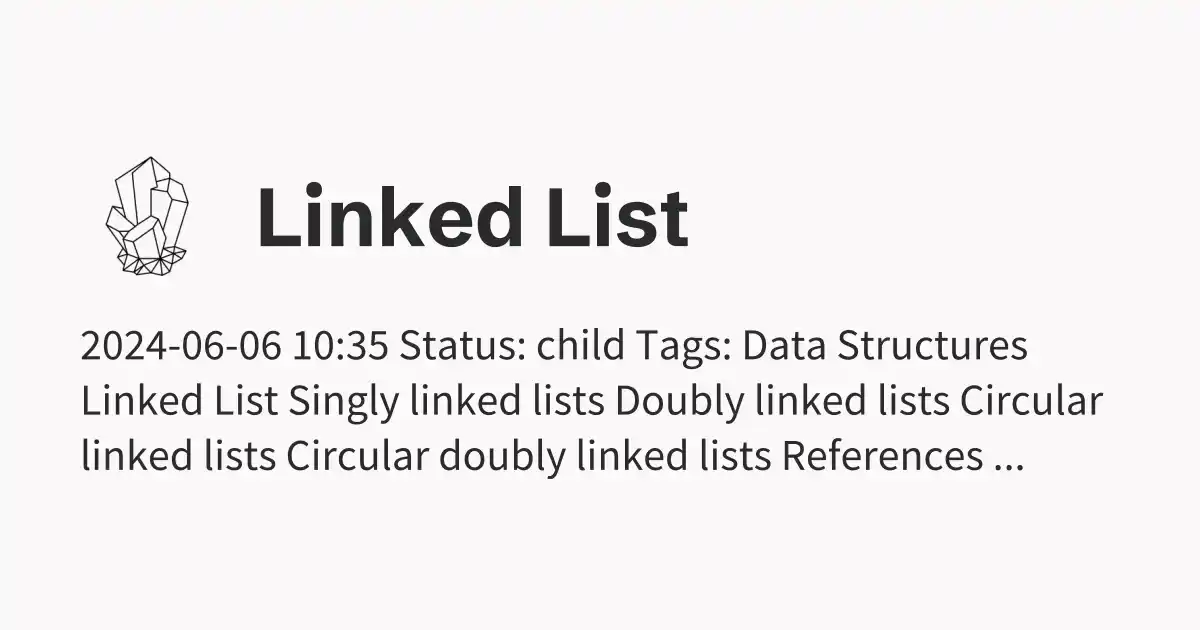 Linked List
2024-06-06 10:35 Status: child Tags: Data Structures
Linked List Singly linked lists Doubly linked lists Circular
linked lists Circular doubly linked lists References ...